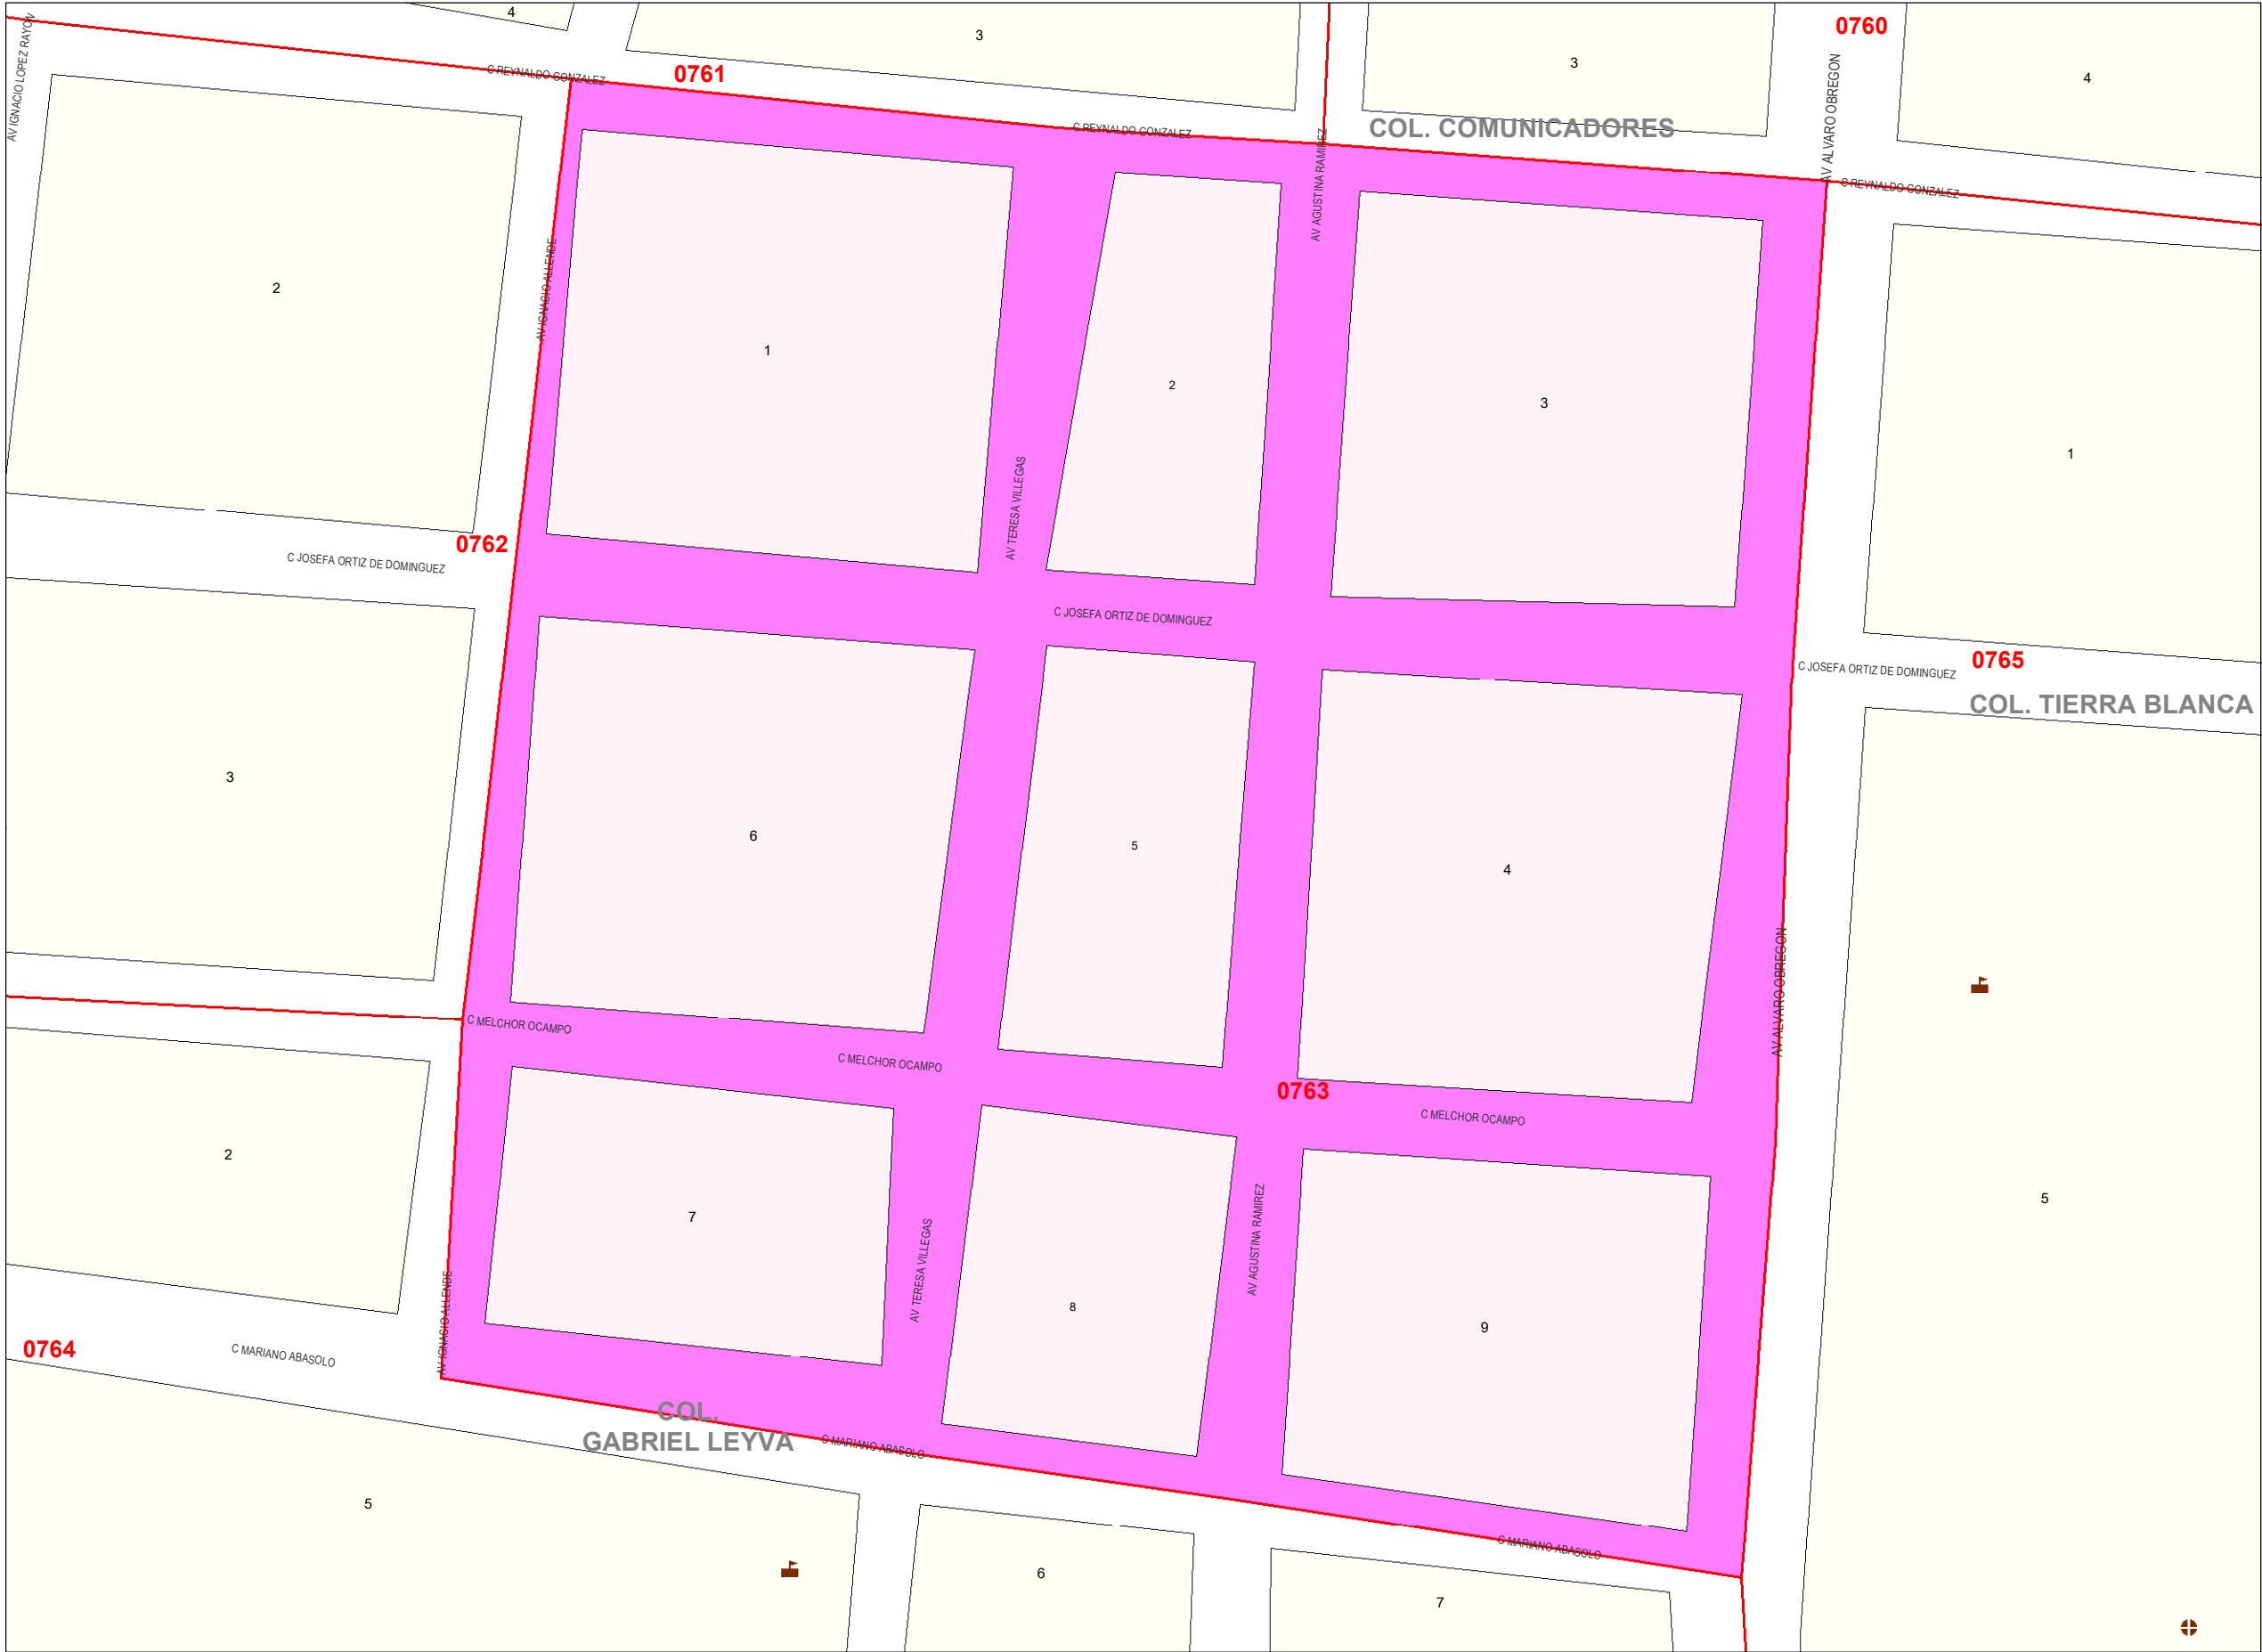 4
3
0760
AV IGNACIO LOPEZ RAYON
C REYNALDO GONZALEZ
0761
3
4
AV ALVARO OBREGON
C REYNALDO GONZALEZ
COL. COMUNICADORES
AV AGUSTINA RAMIREZ
C REYNALDO GONZALEZ
AV IGNACIO ALLENDE
2
1
2
3
1
AV TERESA VILLEGAS
0762
C JOSEFA ORTIZ DE DOMINGUEZ
C JOSEFA ORTIZ DE DOMINGUEZ
C JOSEFA ORTIZ DE DOMINGUEZ
0765
COL. TIERRA BLANCA
3
6
5
4
AV ALVARO OBREGON
C MELCHOR OCAMPO
C MELCHOR OCAMPO
0763
C MELCHOR OCAMPO
2
7
AV TERESA VILLEGAS
AV AGUSTINA RAMIREZ
5
8
9
AV IGNACIO ALLENDE
0764
C MARIANO ABASOLO
COL.
GABRIEL LEYVA
C MARIANO ABASOLO
5
C MARIANO ABASOLO
6
7